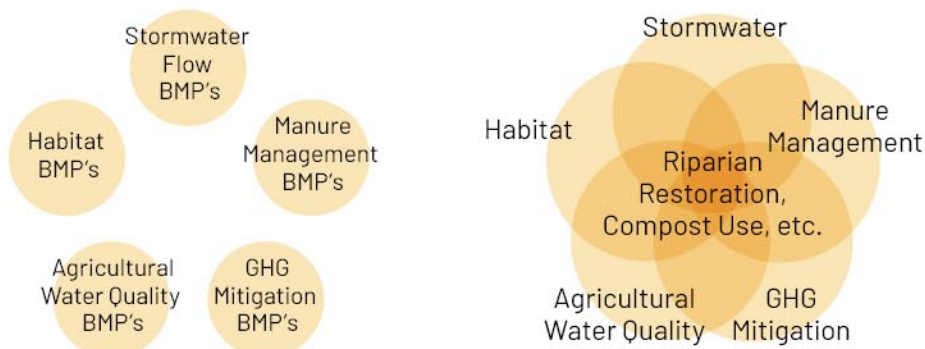 Stormwater
Flow
BMP's
Habitat
BMP's
Manure
Management
BMP's
Agricultural
Water Quality
BMP's
GHG
Mitigation
BMP's
Stormwater
Habitat
Manure
Management
Riparian
Restoration,
Compost Use, etc.
Agricultural
Water Quality
GHG
Mitigation